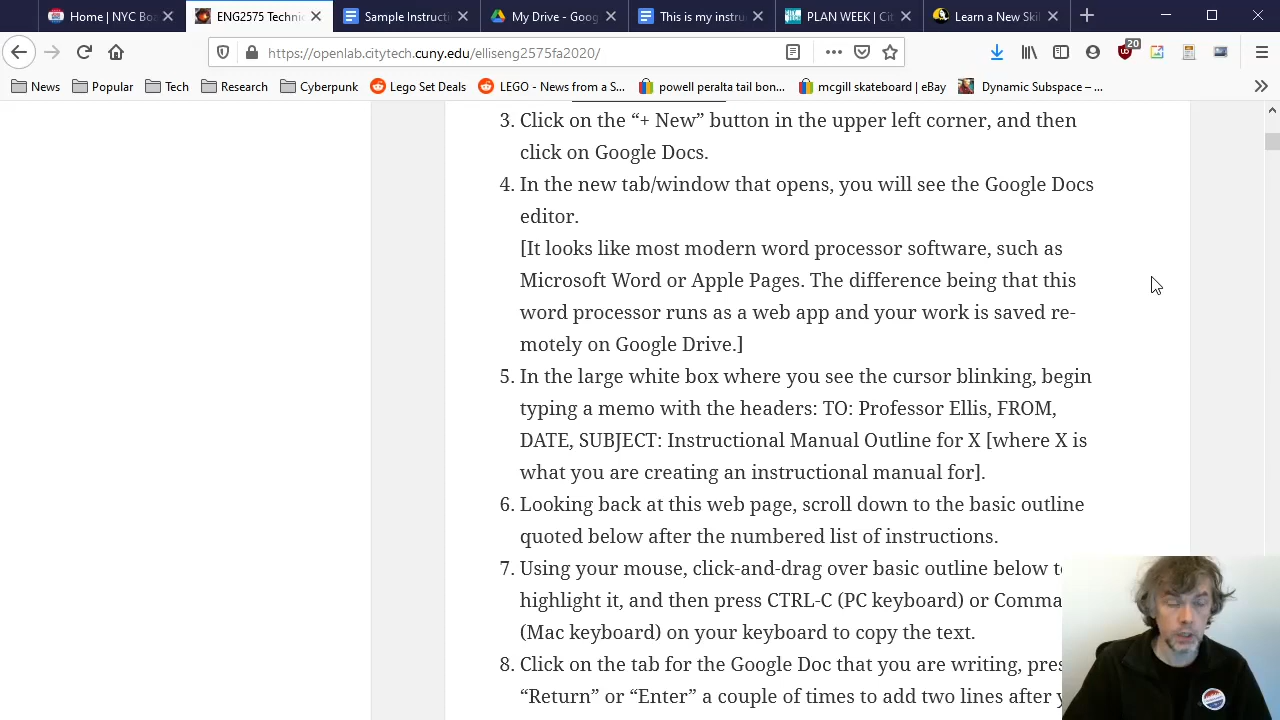 Home | NYC Boa
ENG2575 Techni
Sample Instructi
My Drive - Goog
This is my instru
PLAN WEEK | Cit
Learn a New Skil
https://openlab.citytech.cuny.edu/elliseng2575fa2020/
20
News
Popular
Tech
Research
Cyberpunk
Lego Set Deals
LEGO - News from a S...
powell peralta tail bon...
mcgill skateboard | eBay
Dynamic Subspace – ...
3. Click on the “+ New” button in the upper left corner, and then
click on Google Docs.
4. In the new tab/window that opens, you will see the Google Docs
editor.
[It looks like most modern word processor software, such as
Microsoft Word or Apple Pages. The difference being that this
word processor runs as a web app and your work is saved re-
motely on Google Drive.]
5. In the large white box where you see the cursor blinking, begin
typing a memo with the headers: TO: Professor Ellis, FROM,
DATE, SUBJECT: Instructional Manual Outline for X [where X is
what you are creating an instructional manual for].
6. Looking back at this web page, scroll down to the basic outline
quoted below after the numbered list of instructions.
7. Using your mouse, click-and-drag over basic outline below t
highlight it, and then press CTRL-C (PC keyboard) or Comma
(Mac keyboard) on your keyboard to copy the text.
8. Click on the tab for the Google Doc that you are writing, pres
“Return” or “Enter” a couple of times to add two lines after y